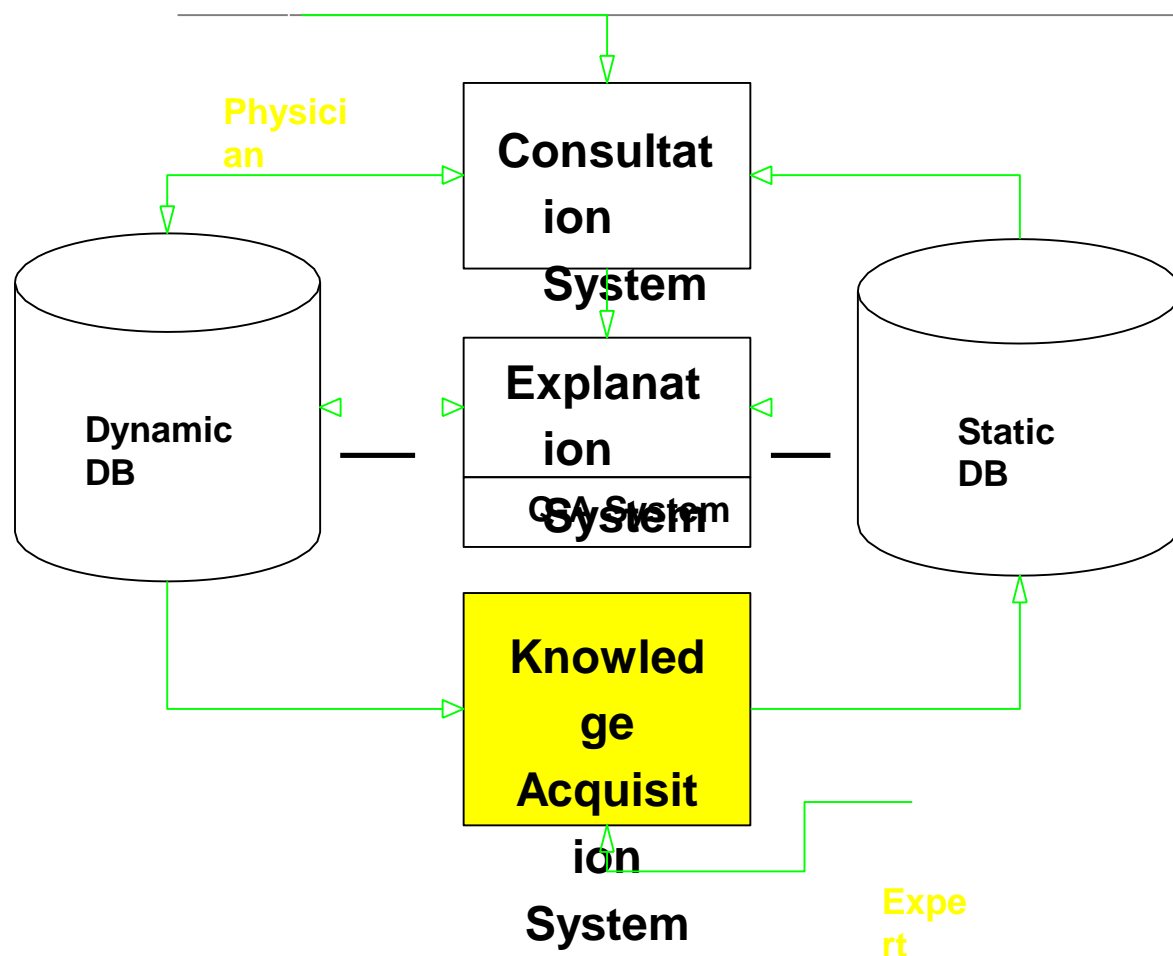 Physici
an
Consultat
ion
System
Explanat
ion
System
Q-A System
Dynamic
DB
Static
DB
Knowled
ge
Acquisit
ion
System
Expe
rt